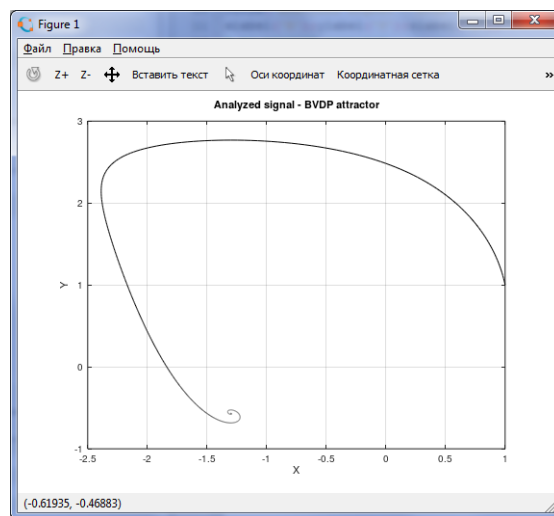 Figure 1
Файл Правка Помощь
Z+ Z- Вставить текст Оси координат Координатная сетка »
Analyzed signal - BVDP attractor
3
2
Y
1
0
-1
-2.5 -2 -1.5 -1 -0.5 0 0.5 1
X
(-0.61935, -0.46883)